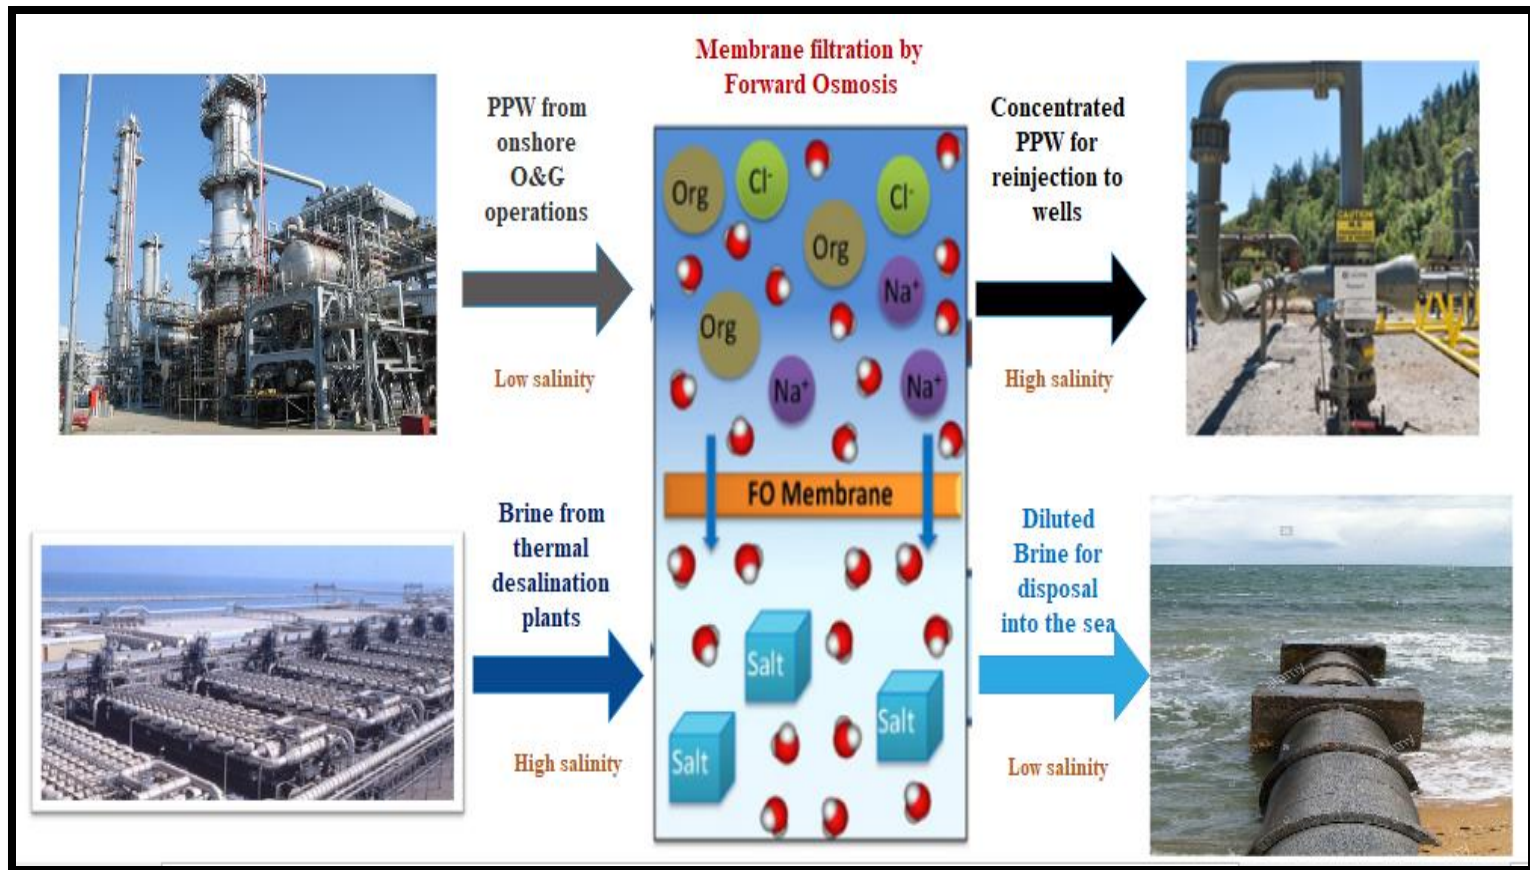 Membrane filtration by
Forward Osmosis
PPW from
onshore
O&G
operations
Low salinity
Org
Cl⁻
Cl⁻
Org
Na⁺
Org
Na⁺
Na⁺
FO Membrane
Concentrated
PPW for
reinjection to
wells
High salinity
Brine from
thermal
desalination
plants
High salinity
Salt
Salt
Salt
Diluted
Brine for
disposal
into the sea
Low salinity